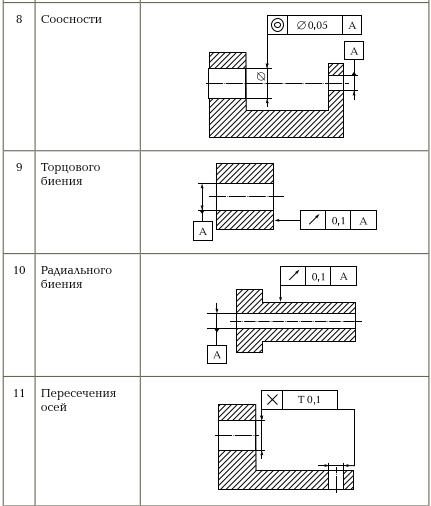 8 Соосности
◎ ∅ 0,05 А
А
∅
9 Торцового
биения
↗ 0,1 А
А
10 Радиального
биения
↗ 0,1 А
А
11 Пересечения
осей
✕ Т 0,1